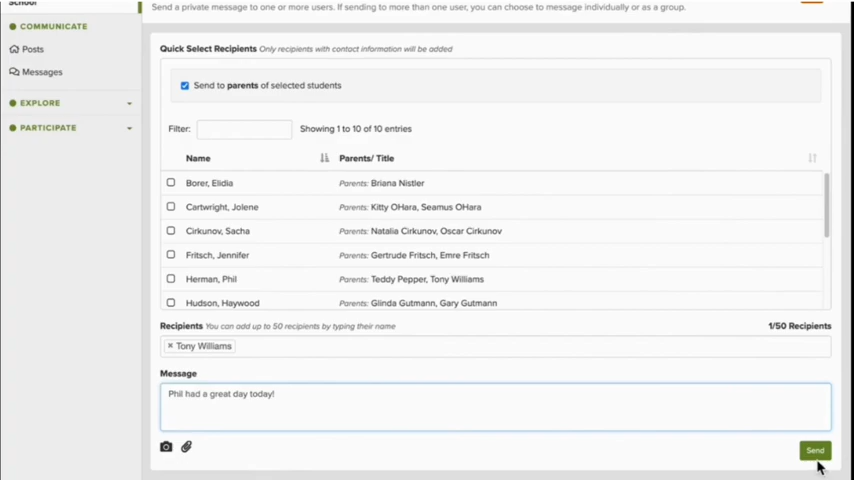 School
Send a private message to one or more users. If sending to more than one user, you can choose to message individually or as a group.
COMMUNICATE
Posts
Messages
EXPLORE
PARTICIPATE
Quick Select Recipients Only recipients with contact information will be added
Send to parents of selected students
Filter: Showing 1 to 10 of 10 entries
Name Parents/ Title
Borer, Elidia Parents: Briana Nistler
Cartwright, Jolene Parents: Kitty OHara, Seamus OHara
Cirkunov, Sacha Parents: Natalia Cirkunov, Oscar Cirkunov
Fritsch, Jennifer Parents: Gertrude Fritsch, Emre Fritsch
Herman, Phil Parents: Teddy Pepper, Tony Williams
Hudson, Haywood Parents: Glinda Gutmann, Gary Gutmann
Recipients You can add up to 50 recipients by typing their name 1/50 Recipients
× Tony Williams
Message
Phil had a great day today!
Send